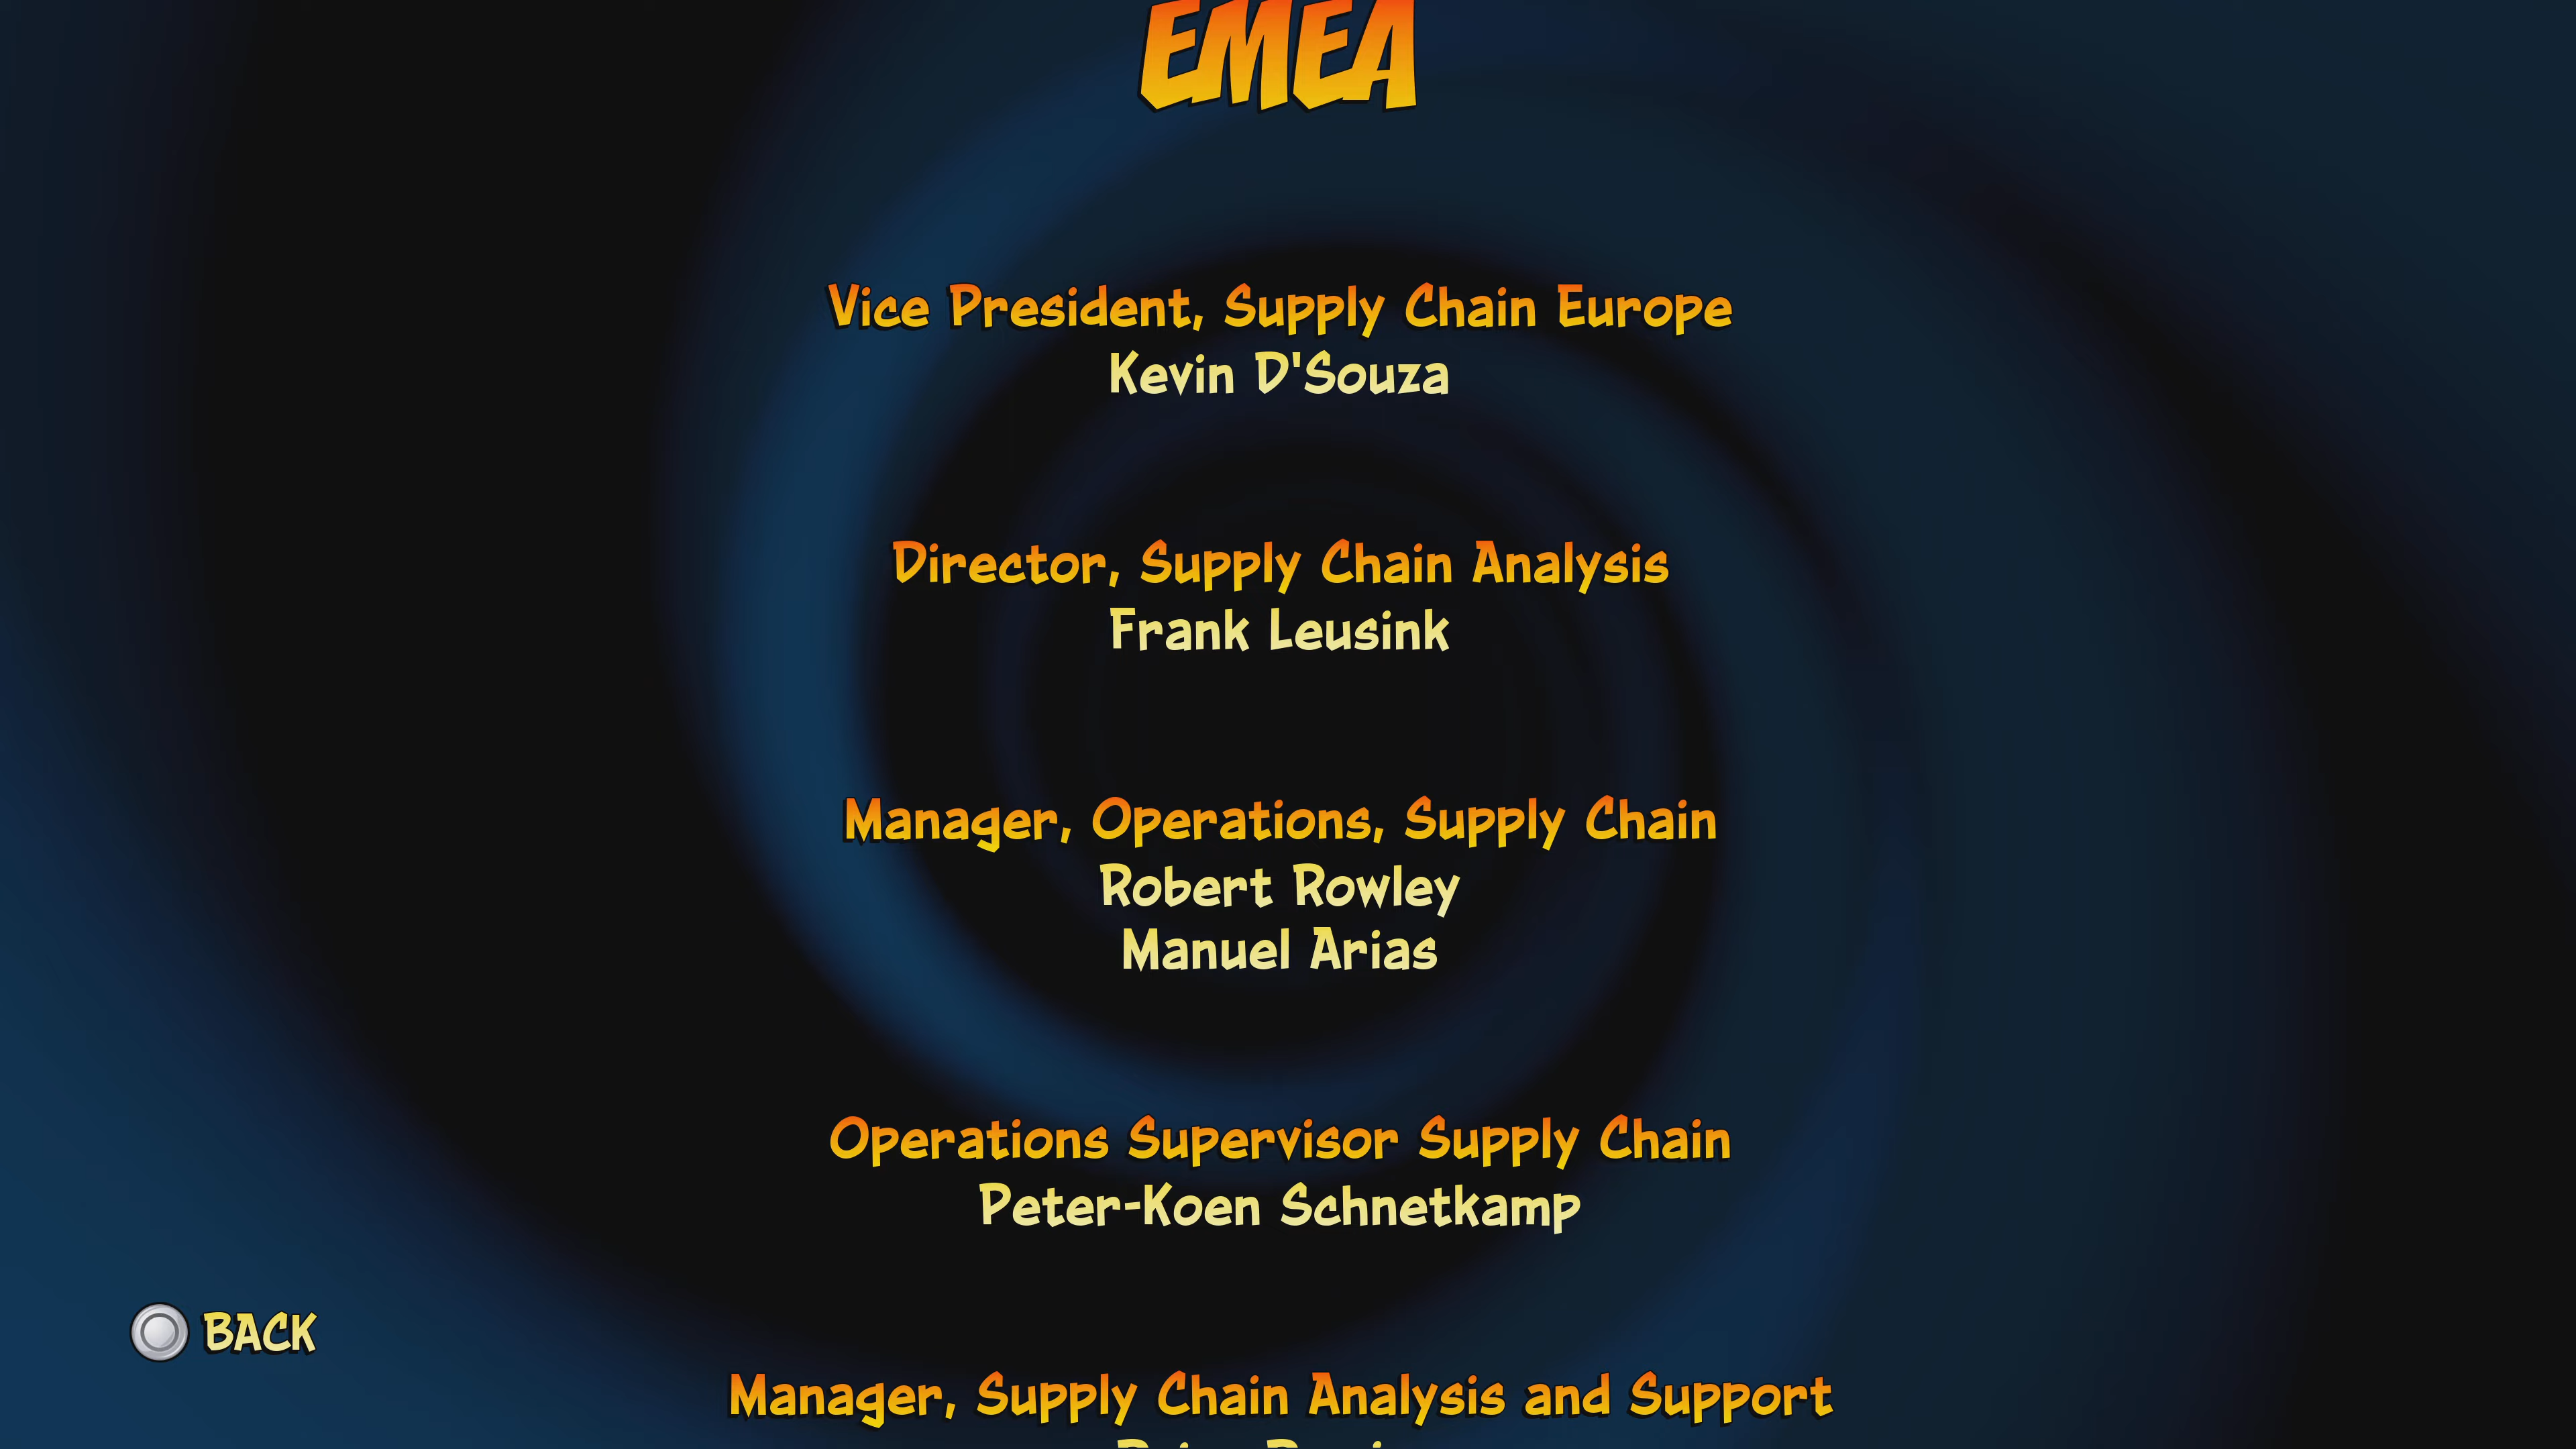 EMEA
Vice President, Supply Chain Europe
Kevin D'Souza
Director, Supply Chain Analysis
Frank Leusink
Manager, Operations, Supply Chain
Robert Rowley
Manuel Arias
Operations Supervisor Supply Chain
Peter-Koen Schnetkamp
BACK
Manager, Supply Chain Analysis and Support